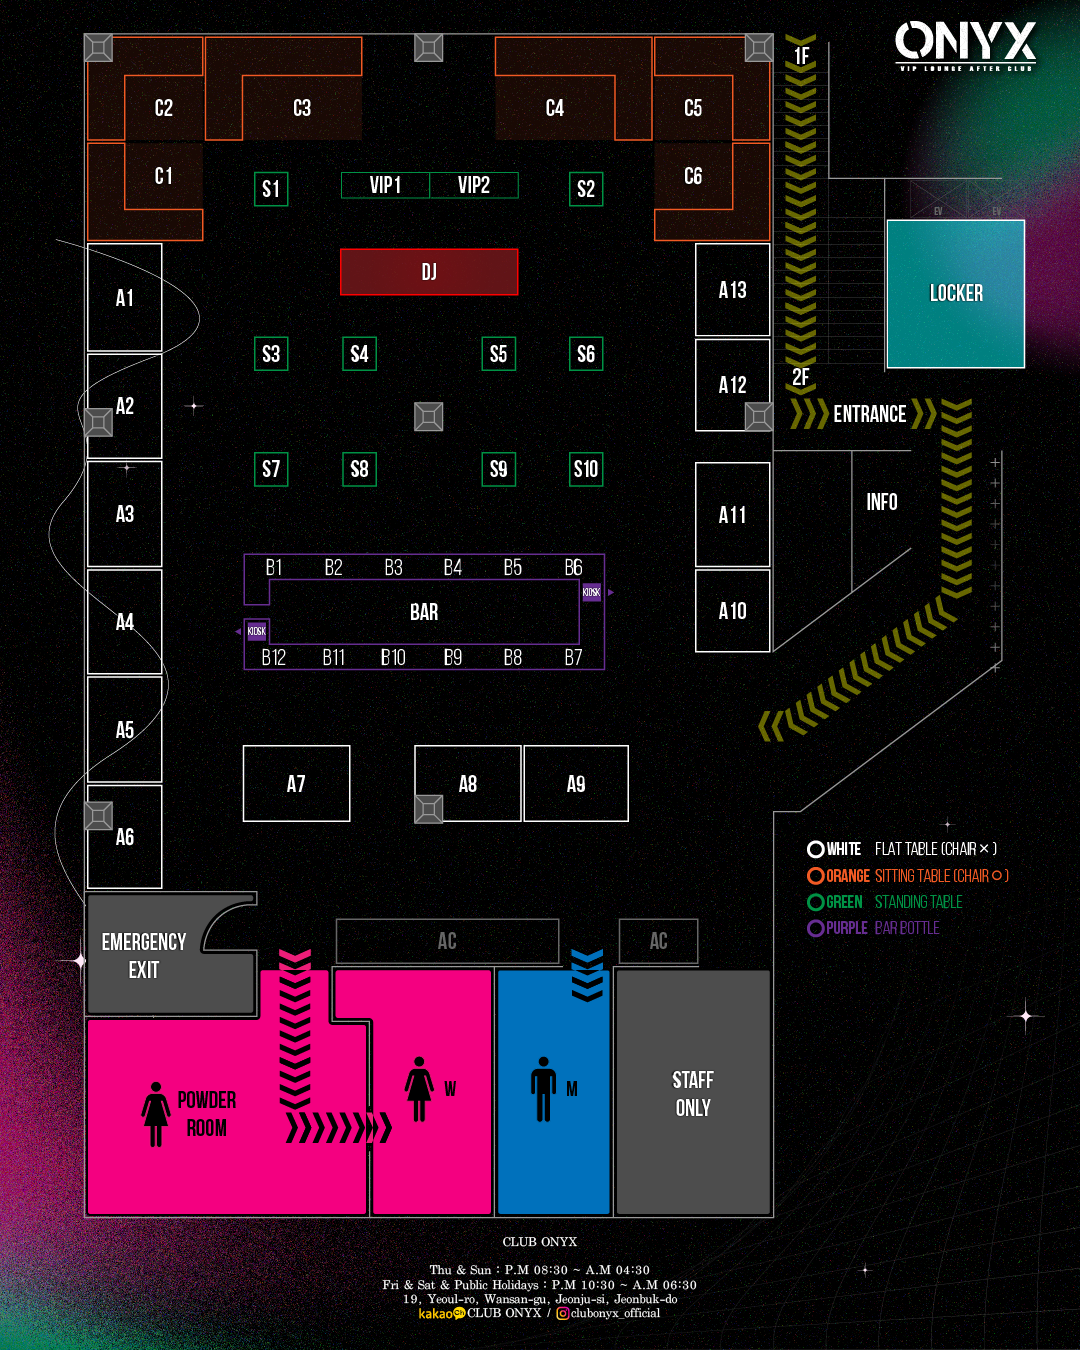 ONYX
VIP LOUNGE AFTER CLUB
1F
C2
C3
C4
C5
C1
C6
S1
VIP1
VIP2
S2
EV
EV
DJ
A1
A13
LOCKER
S3
S4
S5
S6
A2
A12
2F
ENTRANCE
S7
S8
S9
S10
A3
A11
INFO
B1
B2
B3
B4
B5
B6
KIOSK
BAR
A4
A10
KIOSK
B12
B11
B10
B9
B8
B7
A5
A7
A8
A9
A6
WHITE FLAT TABLE (CHAIR × )
ORANGE SITTING TABLE (CHAIR ○ )
GREEN STANDING TABLE
PURPLE BAR BOTTLE
EMERGENCY
EXIT
AC
AC
POWDER
ROOM
W
M
STAFF
ONLY
CLUB ONYX
Thu & Sun : P.M 08:30 ~ A.M 04:30
Fri & Sat & Public Holidays : P.M 10:30 ~ A.M 06:30
19, Yeoul-ro, Wansan-gu, Jeonju-si, Jeonbuk-do
kakao Ch CLUB ONYX / clubonyx_official